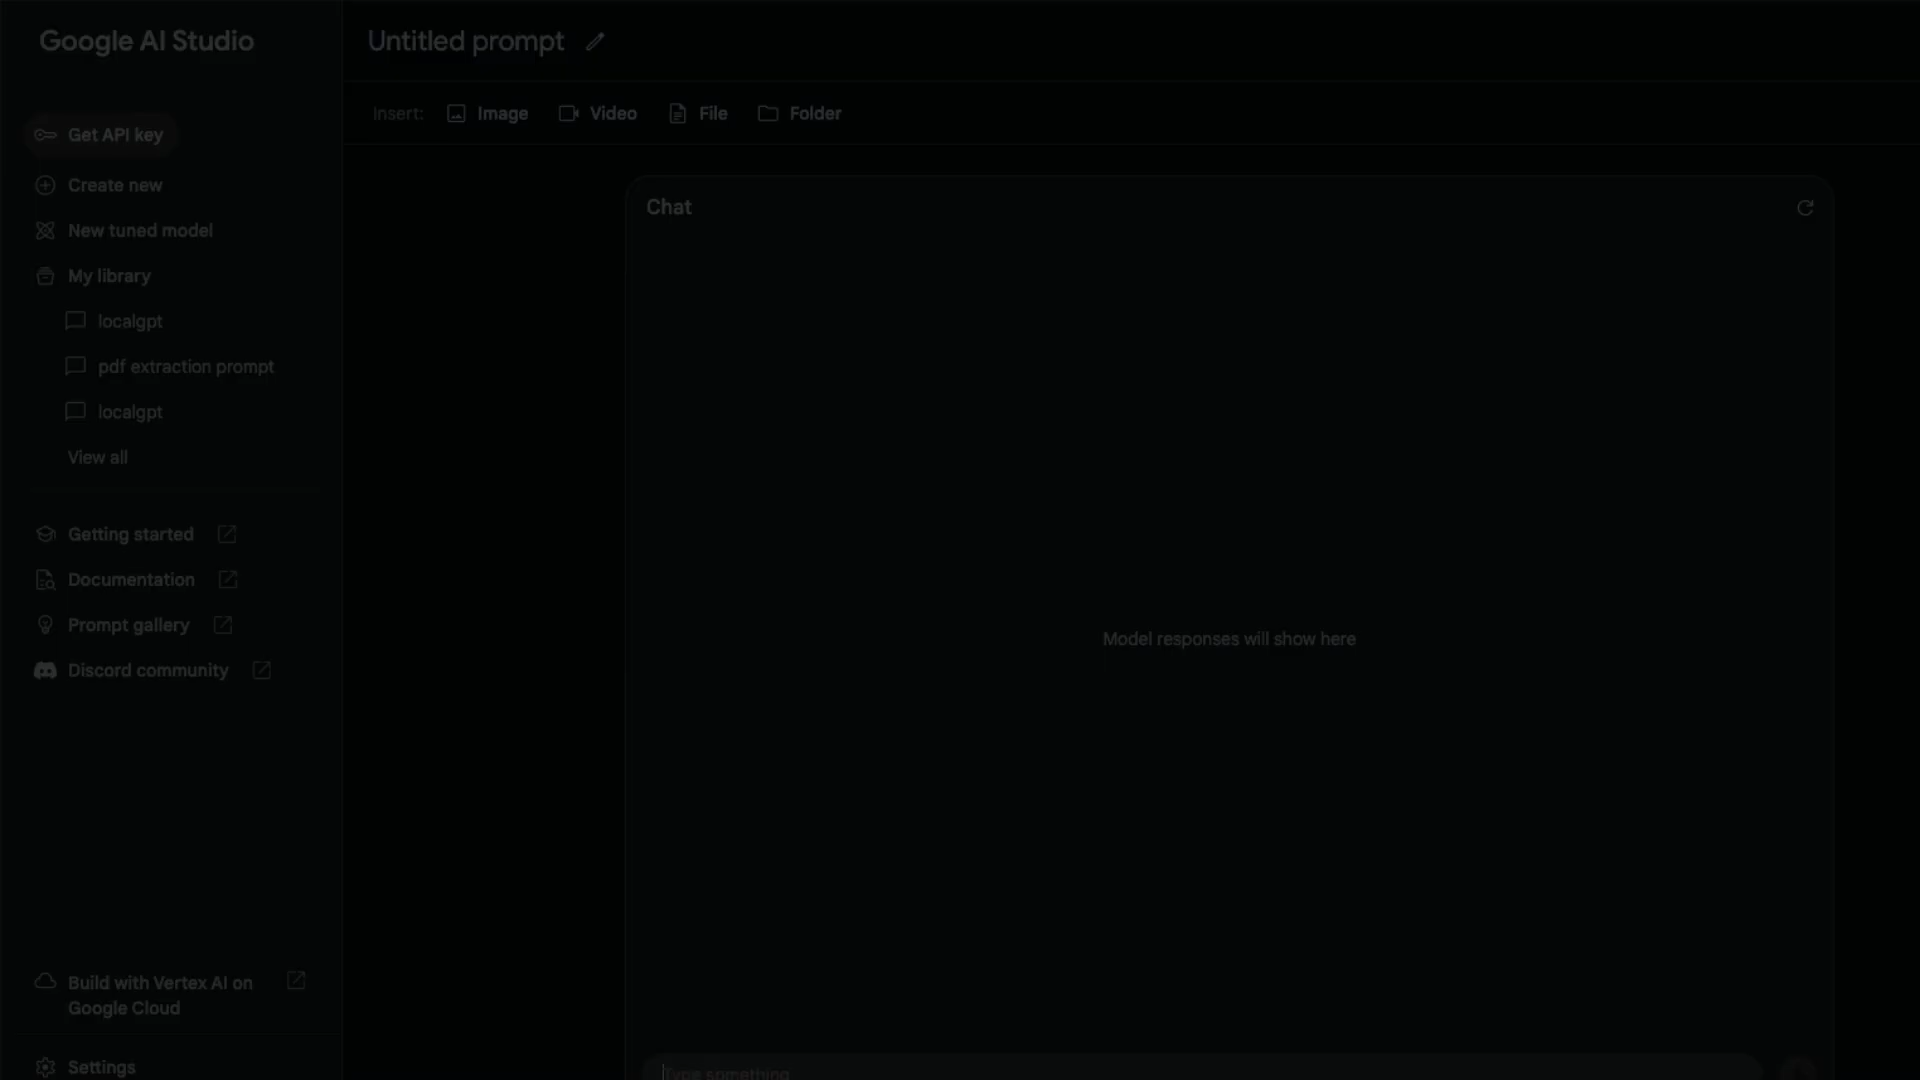 Google AI Studio
Untitled prompt
Get API key
Insert:
Image
Video
File
Folder
Create new
New tuned model
My library
localgpt
pdf extraction prompt
localgpt
View all
Getting started
Documentation
Prompt gallery
Discord community
Build with Vertex AI on
Google Cloud
Settings
Chat
Model responses will show here
Type something